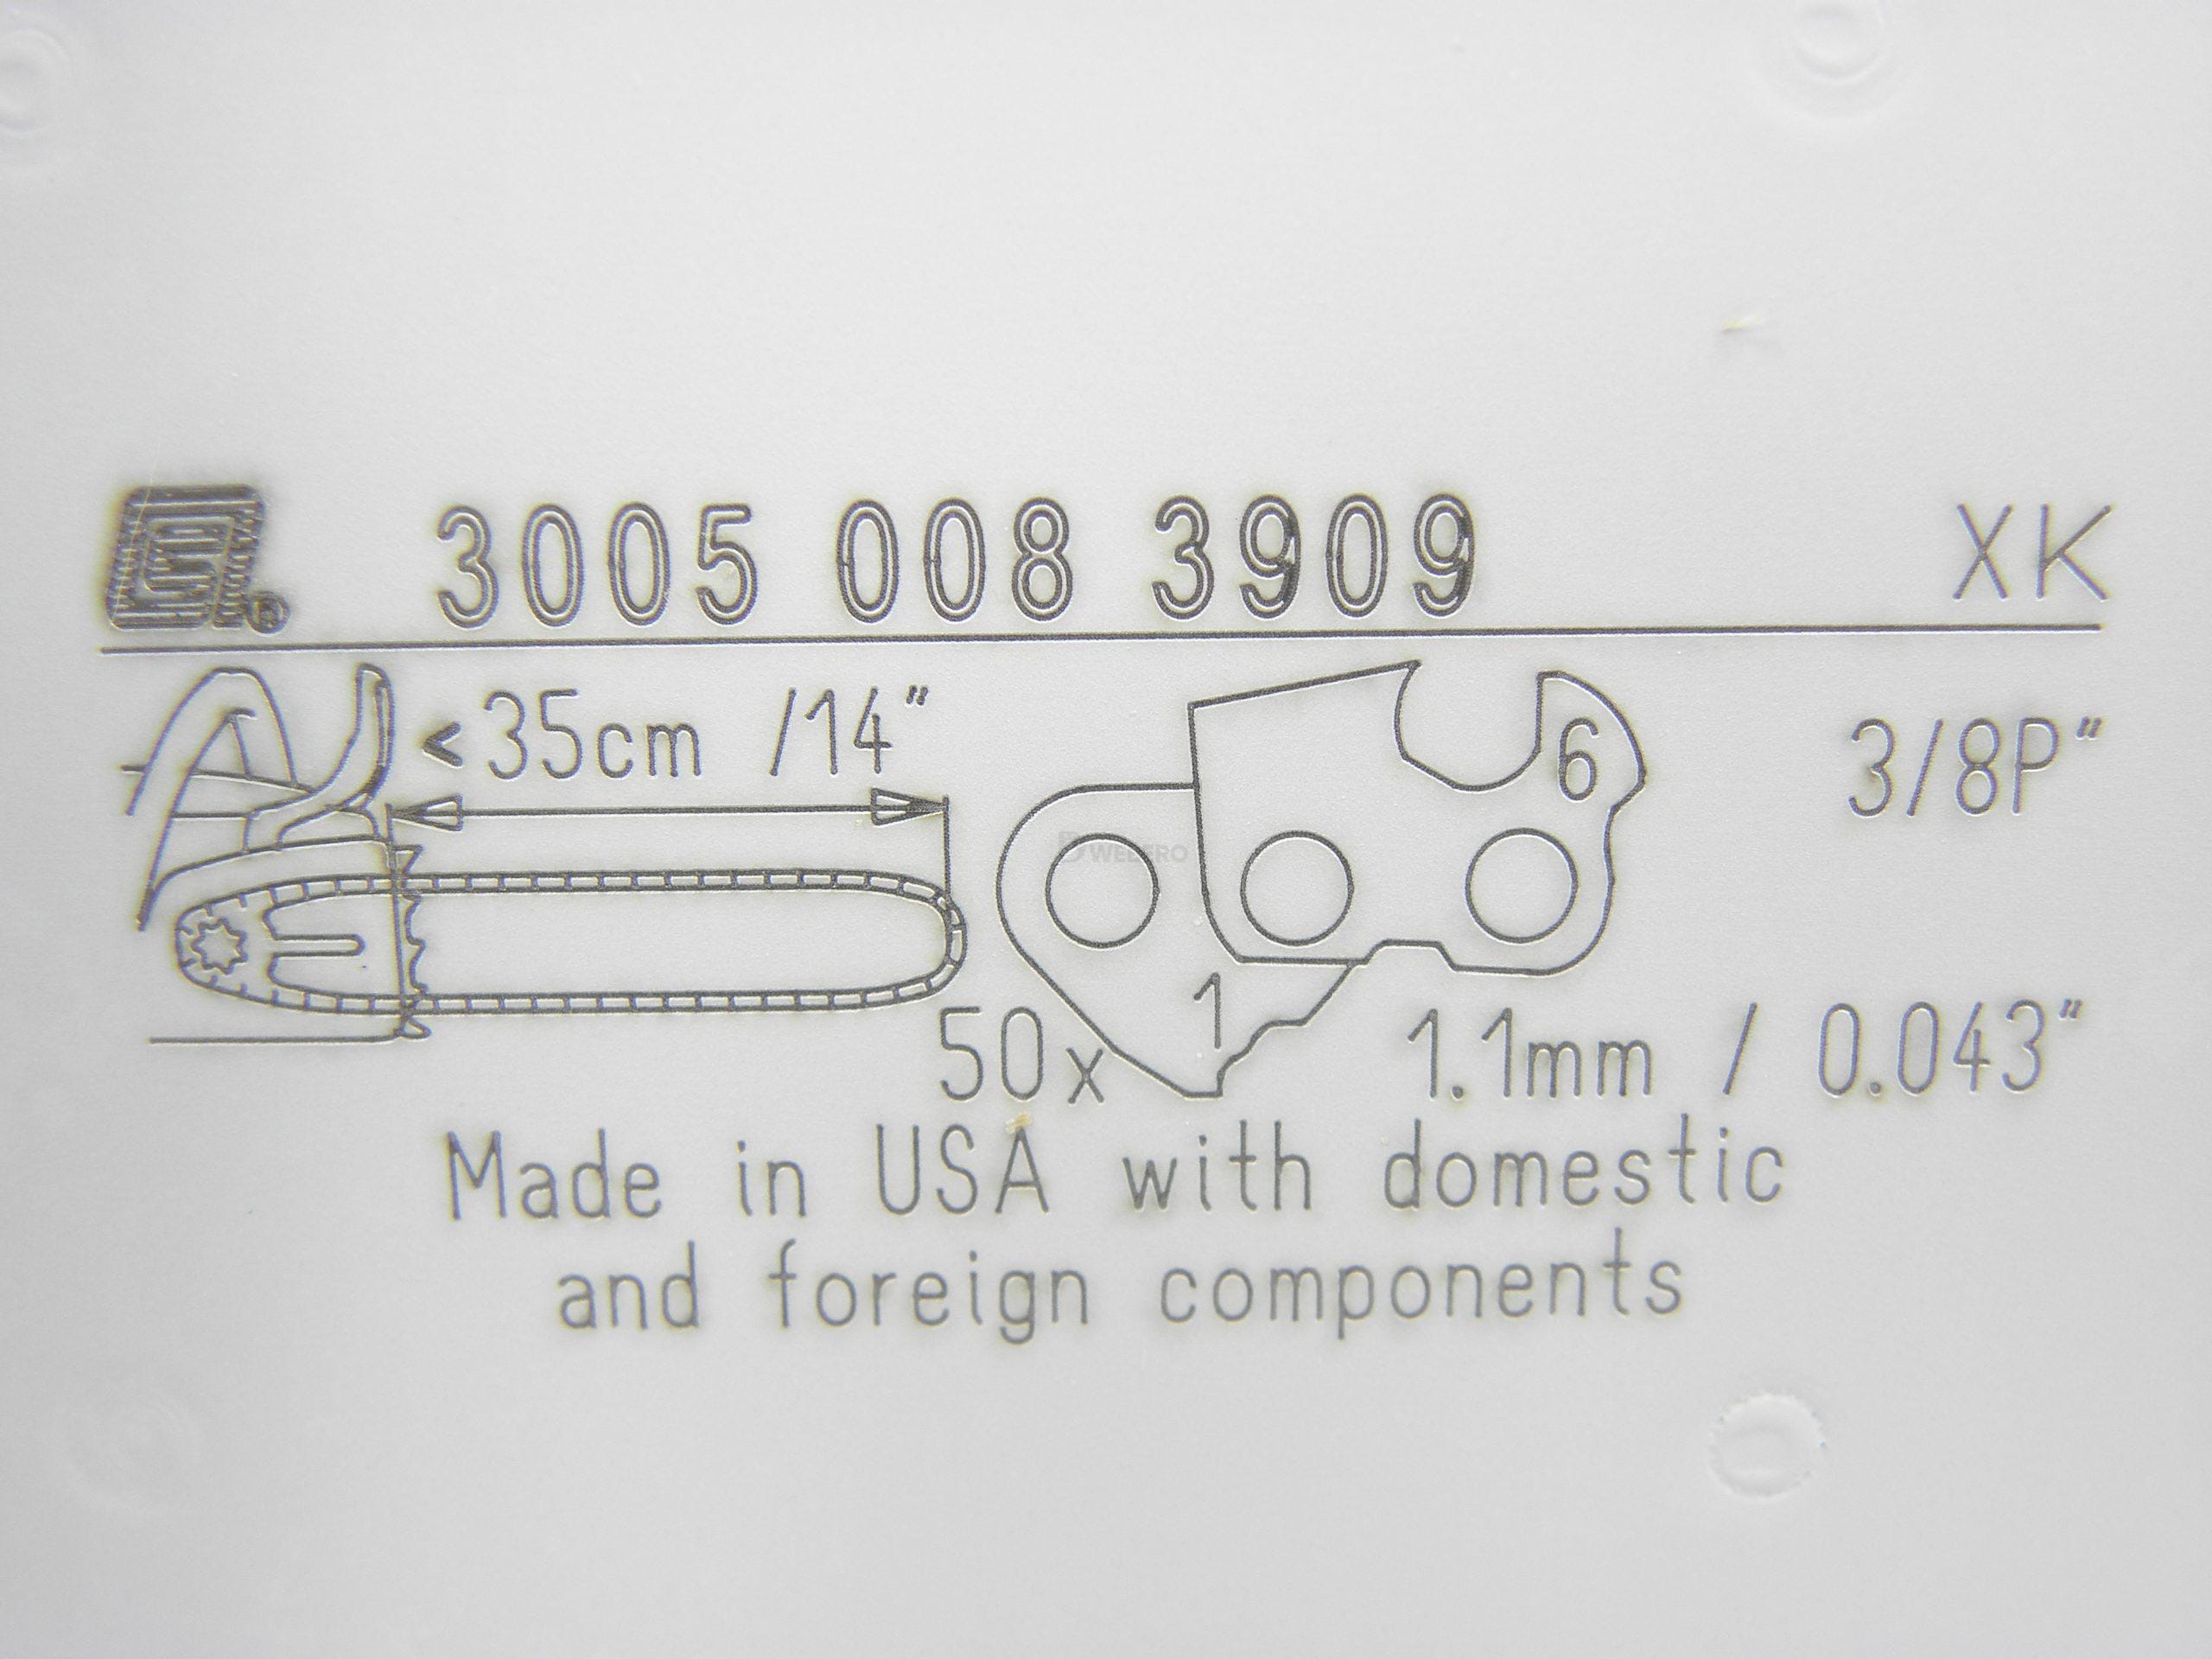 3005 008 3909 XK
<35cm /14"
6
3/8P"
1
50x
1.1mm / 0.043"
Made in USA with domestic
and foreign components